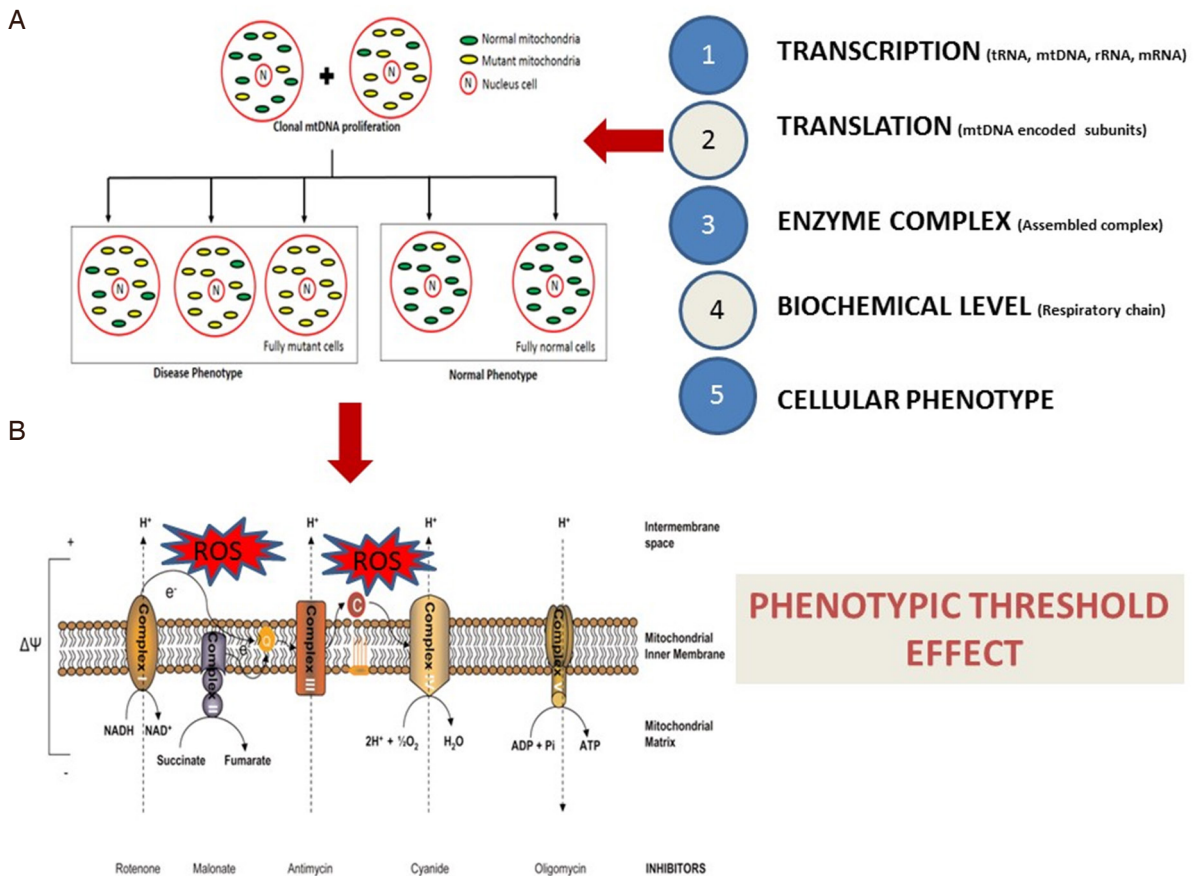 A
N
N
Normal mitochondria
Mutant mitochondria
N Nucleus cell
Clonal mtDNA proliferation
N
N
N
N
N
Fully mutant cells
Fully normal cells
Disease Phenotype
Normal Phenotype
1 TRANSCRIPTION (tRNA, mtDNA, rRNA, mRNA)
2 TRANSLATION (mtDNA encoded subunits)
3 ENZYME COMPLEX (Assembled complex)
4 BIOCHEMICAL LEVEL (Respiratory chain)
5 CELLULAR PHENOTYPE
B
H⁺
H⁺
H⁺
H⁺
Intermembrane
space
ROS
ROS
+
ΔΨ
-
e⁻
e⁻
Q
C
Complex I
Complex II
Complex III
Complex IV
Complex V
Mitochondrial
Inner Membrane
NADH NAD⁺
Succinate Fumarate
2H⁺ + ½O₂ H₂O
ADP + Pi ATP
Mitochondrial
Matrix
Rotenone Malonate Antimycin Cyanide Oligomycin INHIBITORS
PHENOTYPIC THRESHOLD
EFFECT